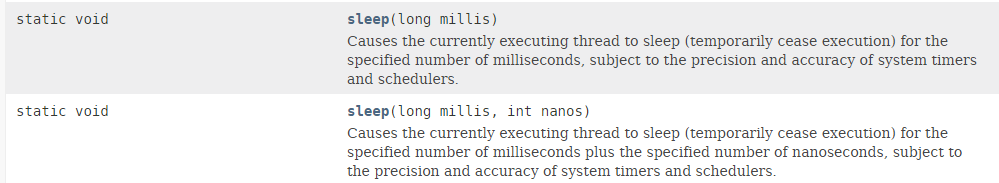 static void sleep(long millis)
Causes the currently executing thread to sleep (temporarily cease execution) for the
specified number of milliseconds, subject to the precision and accuracy of system timers
and schedulers.
static void sleep(long millis, int nanos)
Causes the currently executing thread to sleep (temporarily cease execution) for the
specified number of milliseconds plus the specified number of nanoseconds, subject to
the precision and accuracy of system timers and schedulers.